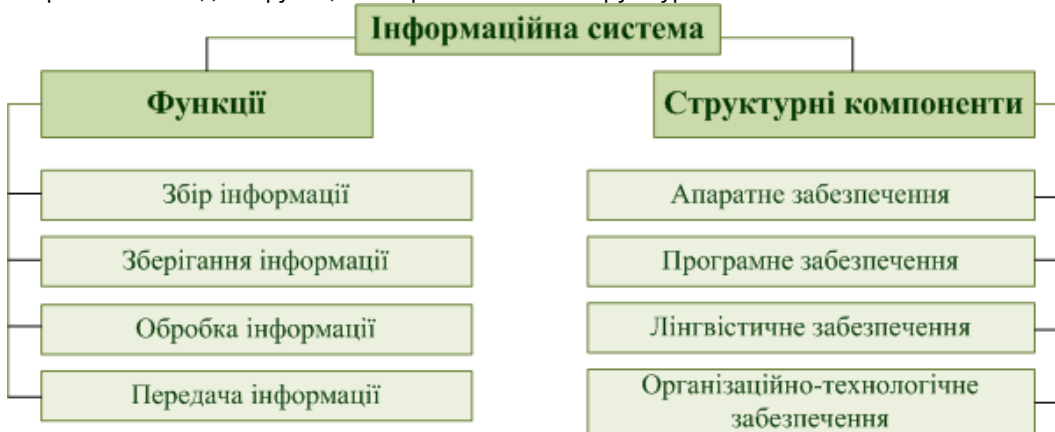 Інформаційна система
Функції
Збір інформації
Зберігання інформації
Обробка інформації
Передача інформації
Структурні компоненти
Апаратне забезпечення
Програмне забезпечення
Лінгвістичне забезпечення
Організаційно-технологічне
забезпечення